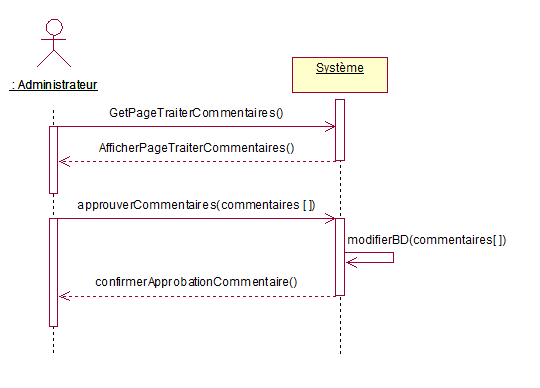 Système
: Administrateur
GetPageTraiterCommentaires()
AfficherPageTraiterCommentaires()
approuverCommentaires(commentaires [ ])
modifierBD(commentaires[ ])
confirmerApprobationCommentaire()